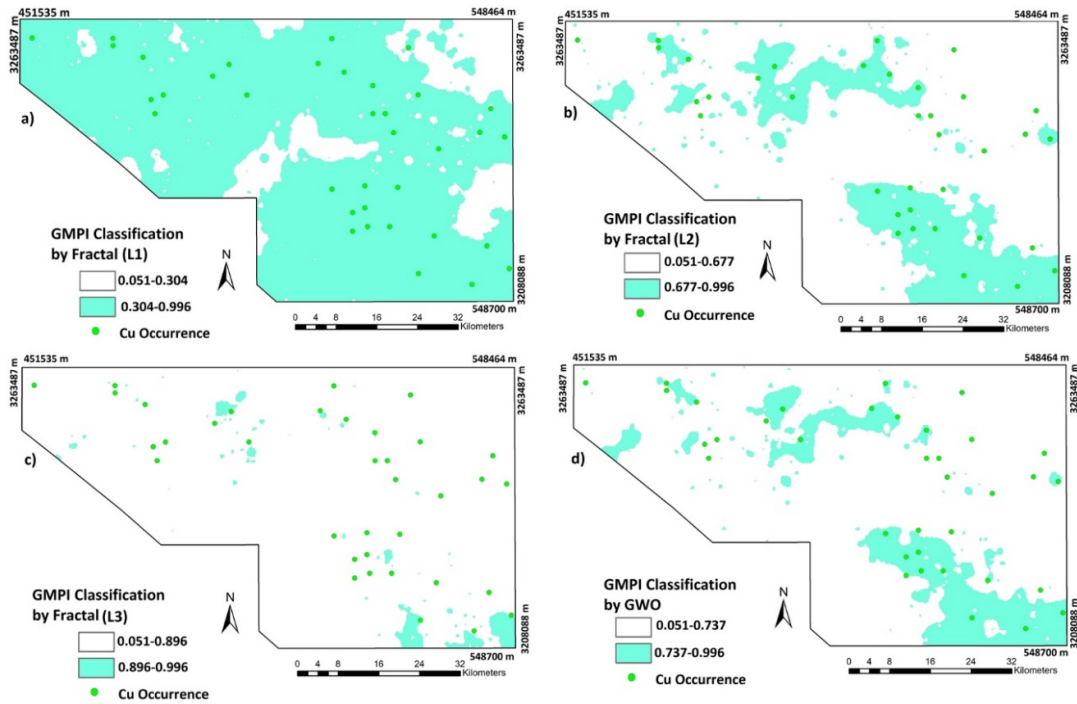 451535 m
548464 m
3263487 m
a)
GMPI Classification
by Fractal (L1)
0.051-0.304
0.304-0.996
Cu Occurrence
N
0 4 8 16 24 32
Kilometers
3208088 m
548700 m
451535 m
548464 m
3263487 m
b)
GMPI Classification
by Fractal (L2)
0.051-0.677
0.677-0.996
Cu Occurrence
N
0 4 8 16 24 32
Kilometers
3208088 m
548700 m
451535 m
548464 m
3263487 m
c)
GMPI Classification
by Fractal (L3)
0.051-0.896
0.896-0.996
Cu Occurrence
N
0 4 8 16 24 32
Kilometers
3208088 m
548700 m
451535 m
548464 m
3263487 m
d)
GMPI Classification
by GWO
0.051-0.737
0.737-0.996
Cu Occurrence
N
0 4 8 16 24 32
Kilometers
3208088 m
548700 m